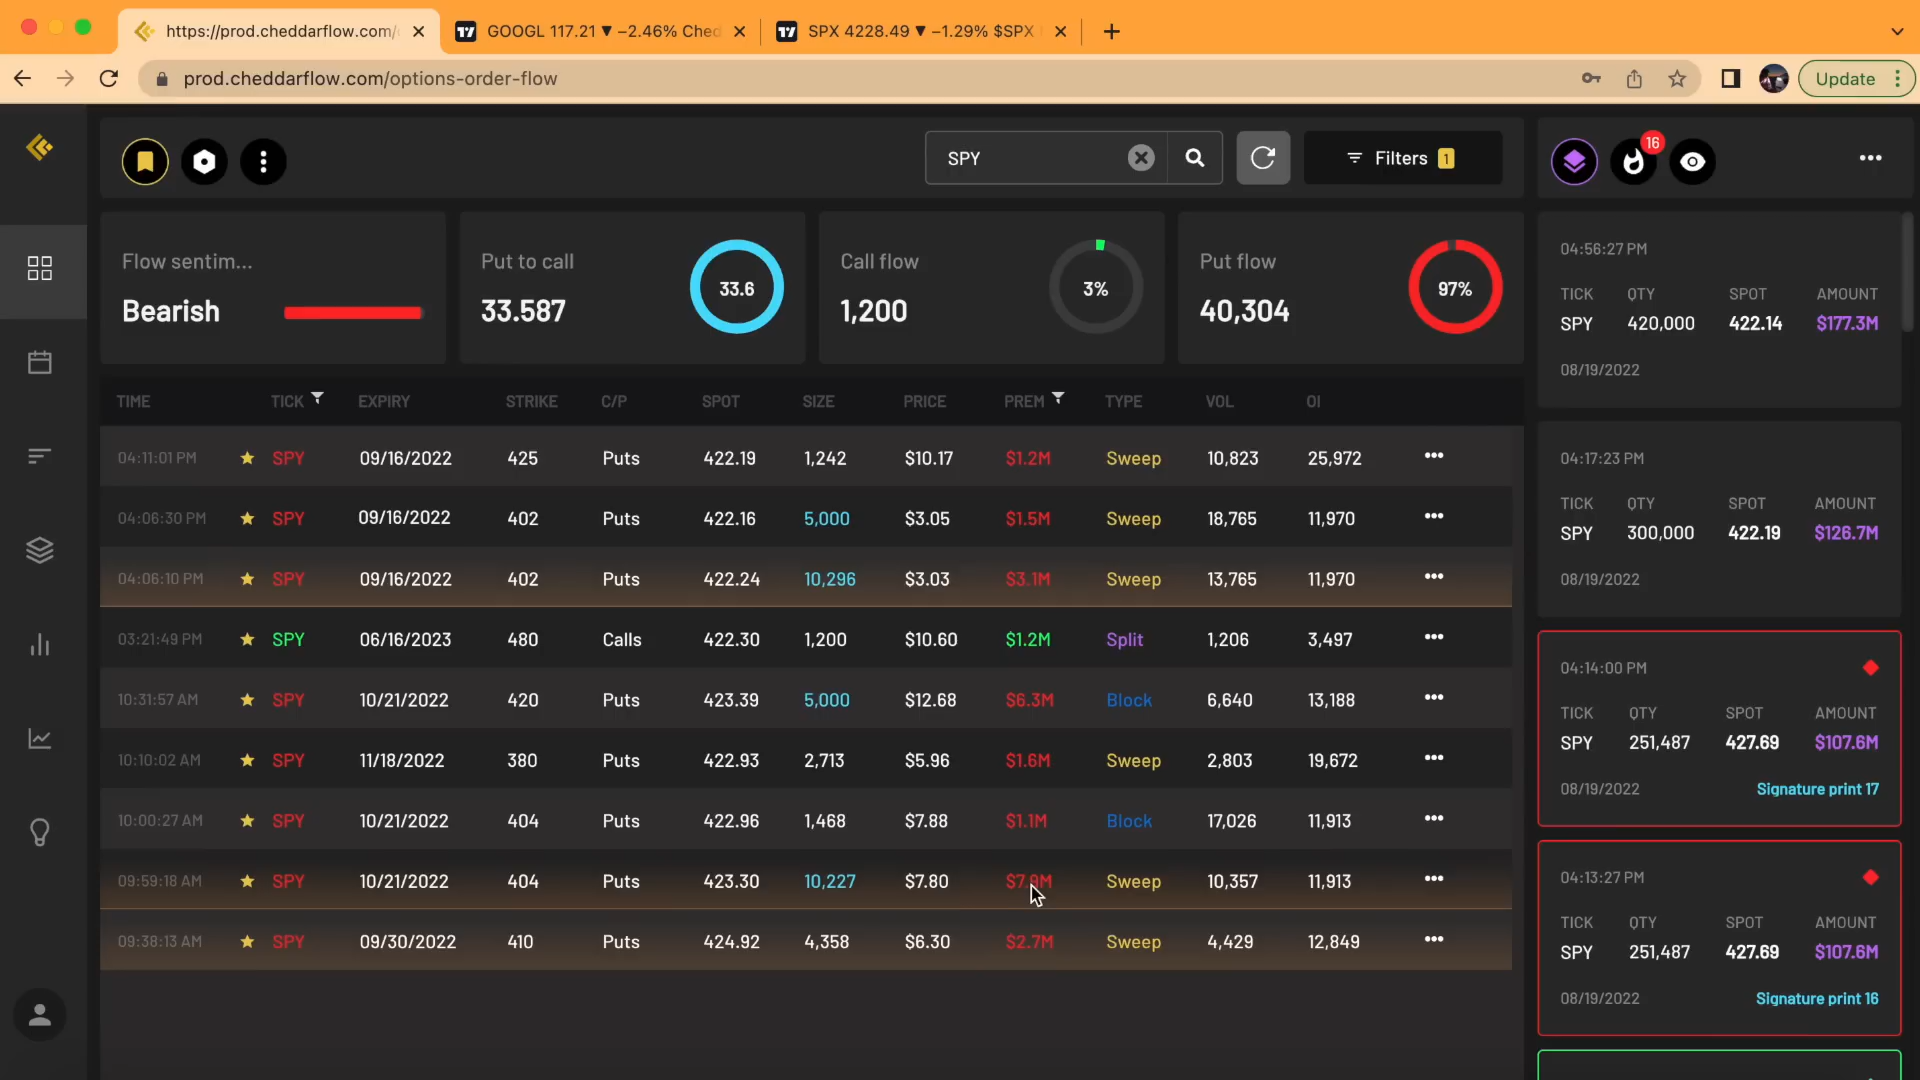 https://prod.cheddarflow.com/
GOOGL 117.21 ▼ −2.46% Ched
SPX 4228.49 ▼ −1.29% $SPX
prod.cheddarflow.com/options-order-flow
Update
SPY
Filters 1
16
Flow sentim...
Bearish
Put to call
33.587
33.6
Call flow
1,200
3%
Put flow
40,304
97%
TIME TICK EXPIRY STRIKE C/P SPOT SIZE PRICE PREM TYPE VOL OI
04:11:01 PM SPY 09/16/2022 425 Puts 422.19 1,242 $10.17 $1.2M Sweep 10,823 25,972
04:06:30 PM SPY 09/16/2022 402 Puts 422.16 5,000 $3.05 $1.5M Sweep 18,765 11,970
04:06:10 PM SPY 09/16/2022 402 Puts 422.24 10,296 $3.03 $3.1M Sweep 13,765 11,970
03:21:49 PM SPY 06/16/2023 480 Calls 422.30 1,200 $10.60 $1.2M Split 1,206 3,497
10:31:57 AM SPY 10/21/2022 420 Puts 423.39 5,000 $12.68 $6.3M Block 6,640 13,188
10:10:02 AM SPY 11/18/2022 380 Puts 422.93 2,713 $5.96 $1.6M Sweep 2,803 19,672
10:00:27 AM SPY 10/21/2022 404 Puts 422.96 1,468 $7.88 $1.1M Block 17,026 11,913
09:59:18 AM SPY 10/21/2022 404 Puts 423.30 10,227 $7.80 Sweep 10,357 11,913
09:38:13 AM SPY 09/30/2022 410 Puts 424.92 4,358 $6.30 $2.7M Sweep 4,429 12,849
04:56:27 PM
TICK QTY SPOT AMOUNT
SPY 420,000 422.14 $177.3M
08/19/2022
04:17:23 PM
TICK QTY SPOT AMOUNT
SPY 300,000 422.19 $126.7M
08/19/2022
04:14:00 PM
TICK QTY SPOT AMOUNT
SPY 251,487 427.69 $107.6M
08/19/2022 Signature print 17
04:13:27 PM
TICK QTY SPOT AMOUNT
SPY 251,487 427.69 $107.6M
08/19/2022 Signature print 16